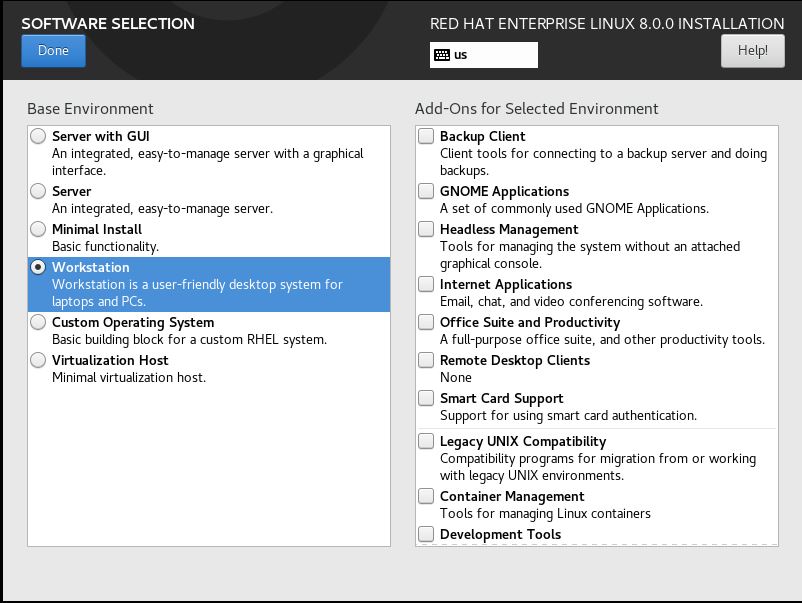 SOFTWARE SELECTION
RED HAT ENTERPRISE LINUX 8.0.0 INSTALLATION
Done
us
Help!
Base Environment
Server with GUI
An integrated, easy-to-manage server with a graphical
interface.
Server
An integrated, easy-to-manage server.
Minimal Install
Basic functionality.
Workstation
Workstation is a user-friendly desktop system for
laptops and PCs.
Custom Operating System
Basic building block for a custom RHEL system.
Virtualization Host
Minimal virtualization host.
Add-Ons for Selected Environment
Backup Client
Client tools for connecting to a backup server and doing
backups.
GNOME Applications
A set of commonly used GNOME Applications.
Headless Management
Tools for managing the system without an attached
graphical console.
Internet Applications
Email, chat, and video conferencing software.
Office Suite and Productivity
A full-purpose office suite, and other productivity tools.
Remote Desktop Clients
None
Smart Card Support
Support for using smart card authentication.
Legacy UNIX Compatibility
Compatibility programs for migration from or working
with legacy UNIX environments.
Container Management
Tools for managing Linux containers
Development Tools